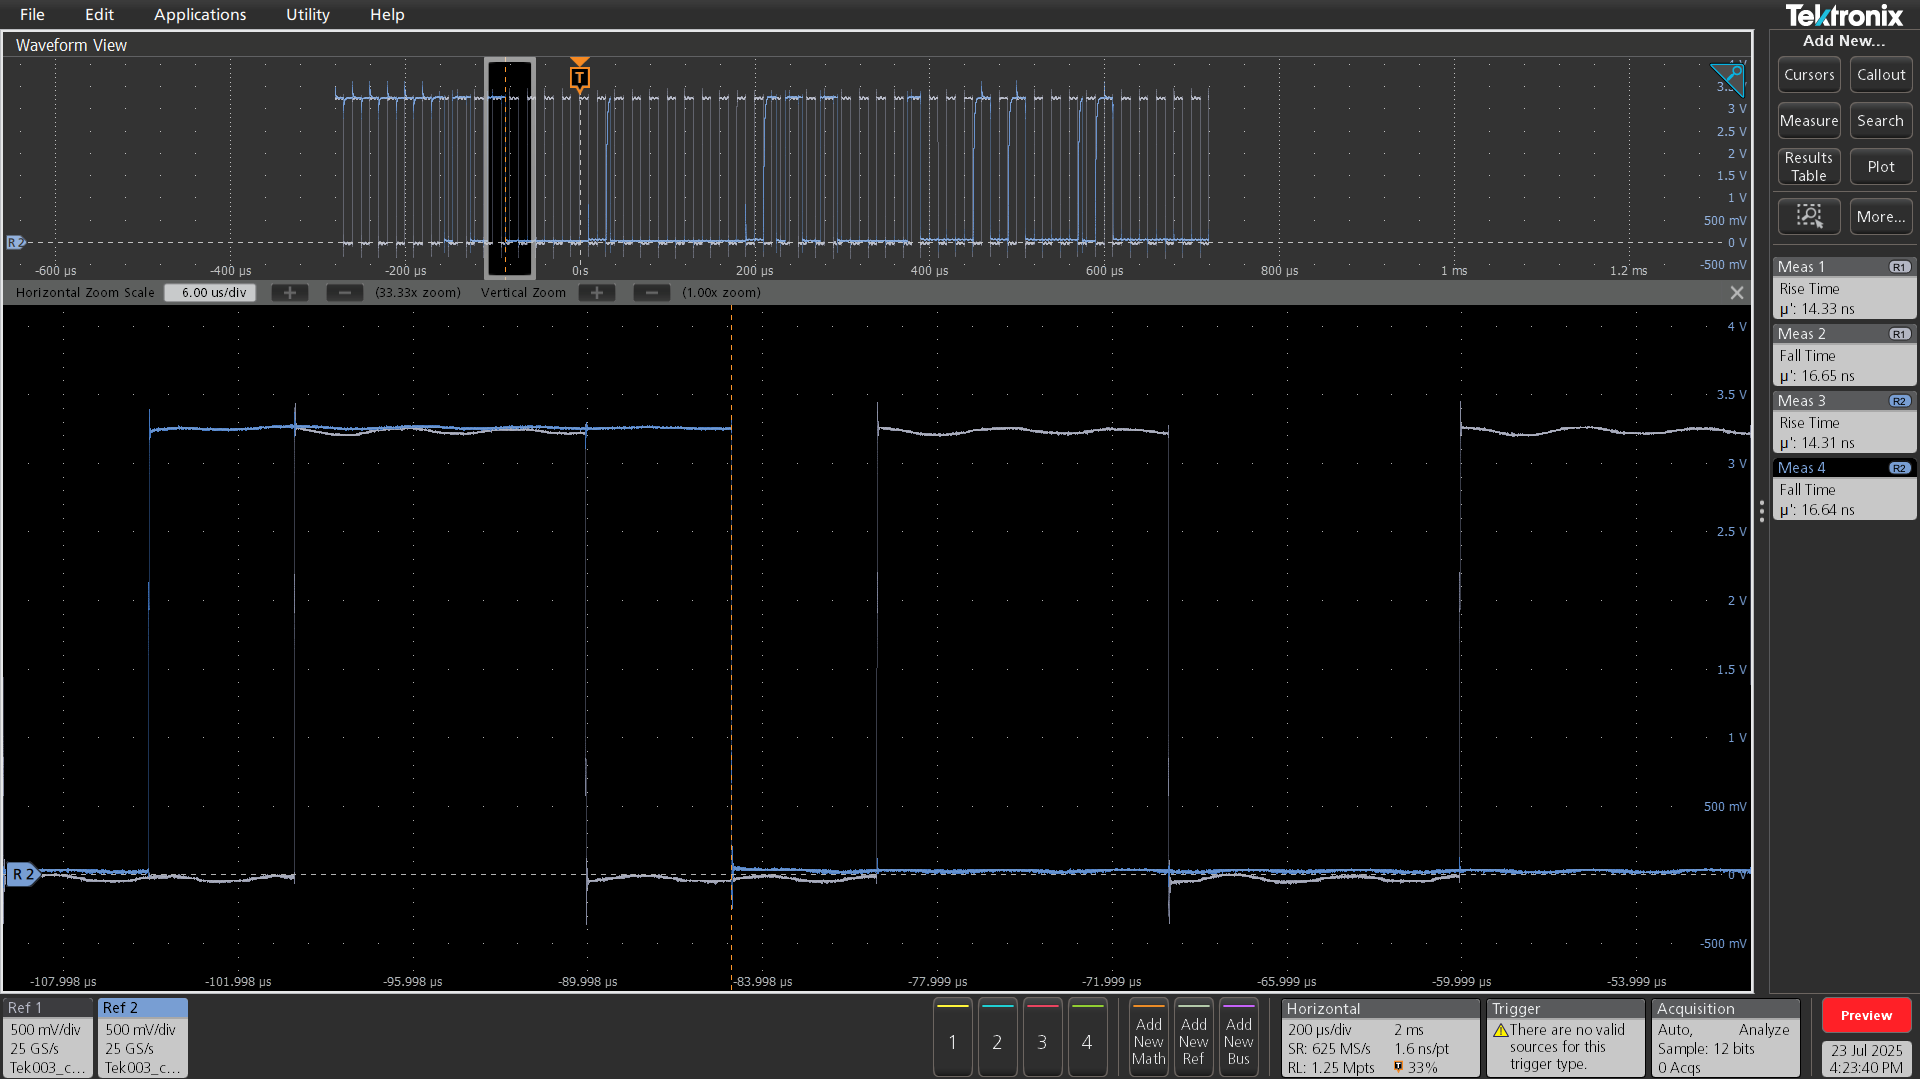 File Edit Applications Utility Help
Tektronix
Waveform View
Add New...
Cursors Callout
Measure Search
Results Table Plot
More...
T
3 V
2.5 V
2 V
1.5 V
1 V
500 mV
0 V
-500 mV
R 2
-600 µs -400 µs -200 µs 0 s 200 µs 400 µs 600 µs 800 µs 1 ms 1.2 ms
Horizontal Zoom Scale 6.00 us/div + − (33.33x zoom) Vertical Zoom + − (1.00x zoom)
4 V
3.5 V
3 V
2.5 V
2 V
1.5 V
1 V
500 mV
0 V
-500 mV
R 2
-107.998 µs -101.998 µs -95.998 µs -89.998 µs -83.998 µs -77.999 µs -71.999 µs -65.999 µs -59.999 µs -53.999 µs
Meas 1 R1
Rise Time
µ': 14.33 ns
Meas 2 R1
Fall Time
µ': 16.65 ns
Meas 3 R2
Rise Time
µ': 14.31 ns
Meas 4 R2
Fall Time
µ': 16.64 ns
Ref 1
500 mV/div
25 GS/s
Tek003_c...
Ref 2
500 mV/div
25 GS/s
Tek003_c...
1 2 3 4
Add New Math
Add New Ref
Add New Bus
Horizontal
200 µs/div 2 ms
SR: 625 MS/s 1.6 ns/pt
RL: 1.25 Mpts 33%
Trigger
There are no valid
sources for this
trigger type.
Acquisition
Auto, Analyze
Sample: 12 bits
0 Acqs
Preview
23 Jul 2025
4:23:40 PM